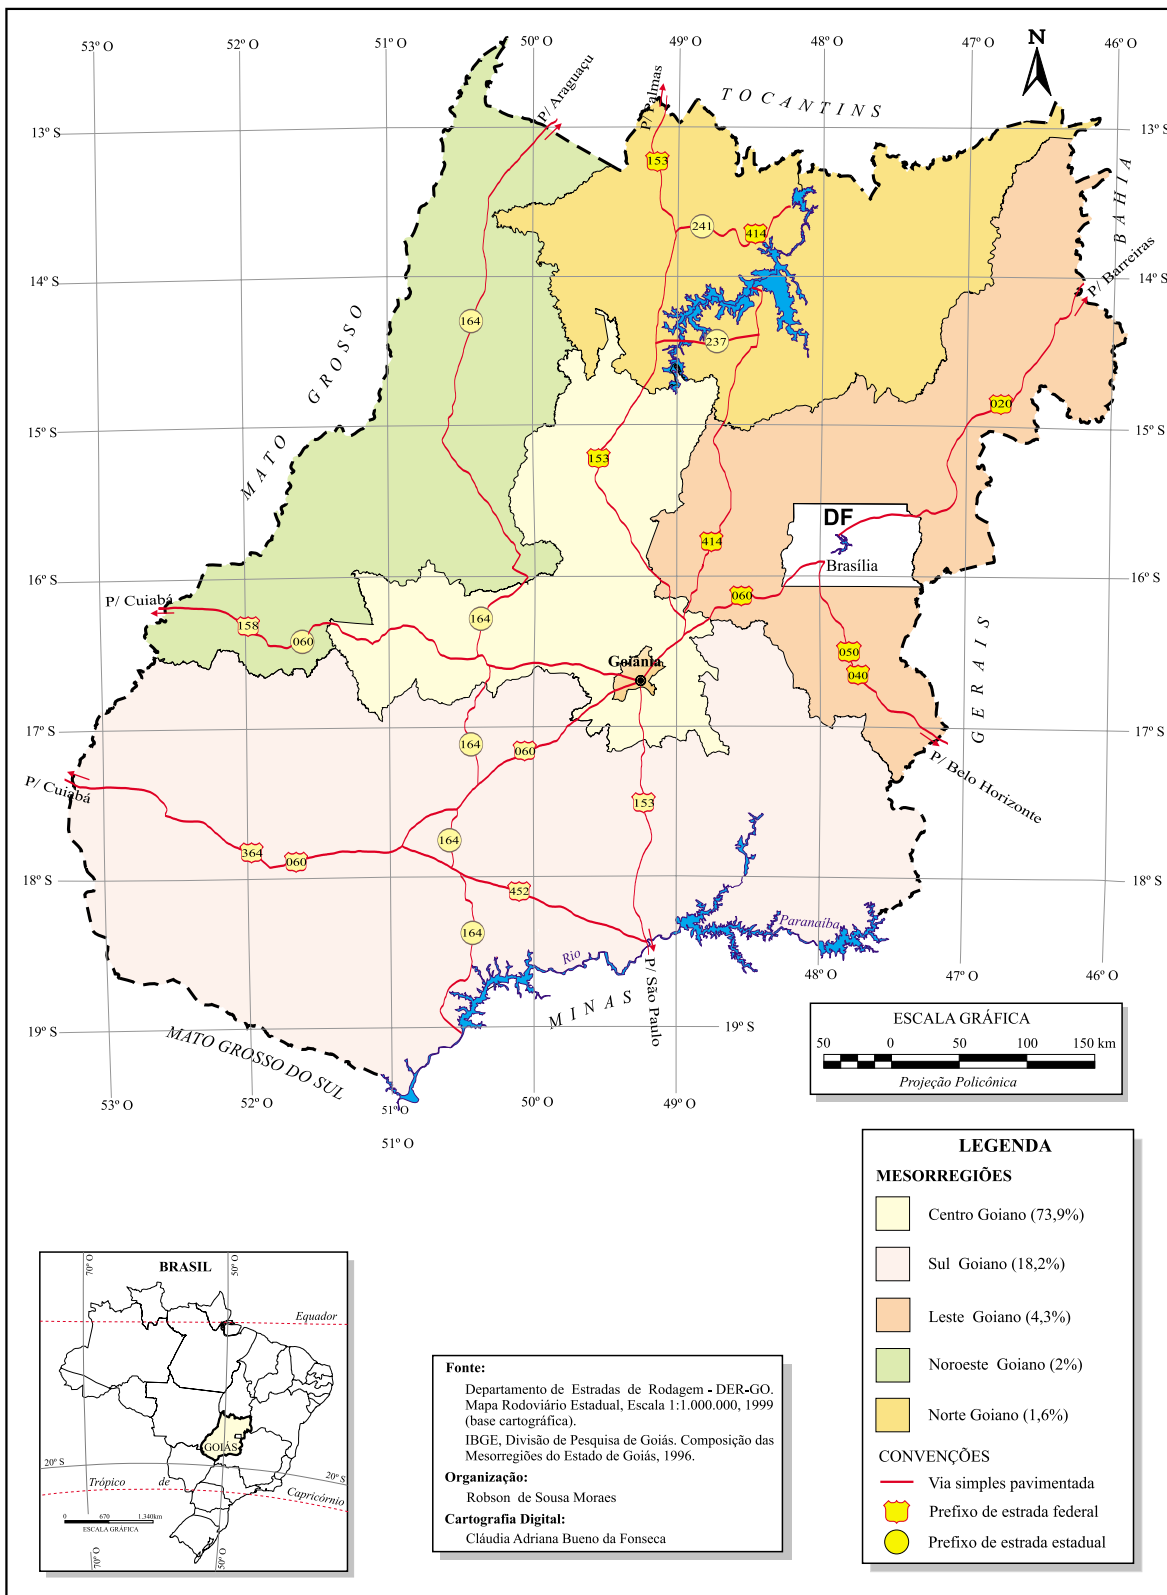 53º O
52º O
51º O
50º O
49º O
48º O
47º O
46º O
N
P/ Araguaçu
P/ Palmas
TOCANTINS
13º S
13º S
BAHIA
153
241
414
14º S
14º S
P/ Barreiras
MATO GROSSO
164
237
020
15º S
15º S
153
DF
414
Brasília
16º S
16º S
P/ Cuiabá
060
158
060
164
GERAIS
050
Goiânia
040
17º S
17º S
164
060
P/ Belo Horizonte
P/ Cuiabá
153
164
364
060
452
18º S
18º S
164
Paranaíba
Rio
48º O
47º O
46º O
P/ São Paulo
MINAS
19º S
19º S
MATO GROSSO DO SUL
53º O
52º O
51º O
50º O
49º O
51º O
ESCALA GRÁFICA
50 0 50 100 150 km
Projeção Policônica
LEGENDA
MESORREGIÕES
Centro Goiano (73,9%)
Sul Goiano (18,2%)
Leste Goiano (4,3%)
Noroeste Goiano (2%)
Norte Goiano (1,6%)
CONVENÇÕES
Via simples pavimentada
Prefixo de estrada federal
Prefixo de estrada estadual
70º O
BRASIL
50º O
Equador
GOIÁS
20º S
20º S
Trópico de Capricórnio
0 670 1.340km
ESCALA GRÁFICA
70º O
50º O
Fonte:
Departamento de Estradas de Rodagem - DER-GO.
Mapa Rodoviário Estadual, Escala 1:1.000.000, 1999
(base cartográfica).
IBGE, Divisão de Pesquisa de Goiás. Composição das
Mesorregiões do Estado de Goiás, 1996.
Organização:
Robson de Sousa Moraes
Cartografia Digital:
Cláudia Adriana Bueno da Fonseca